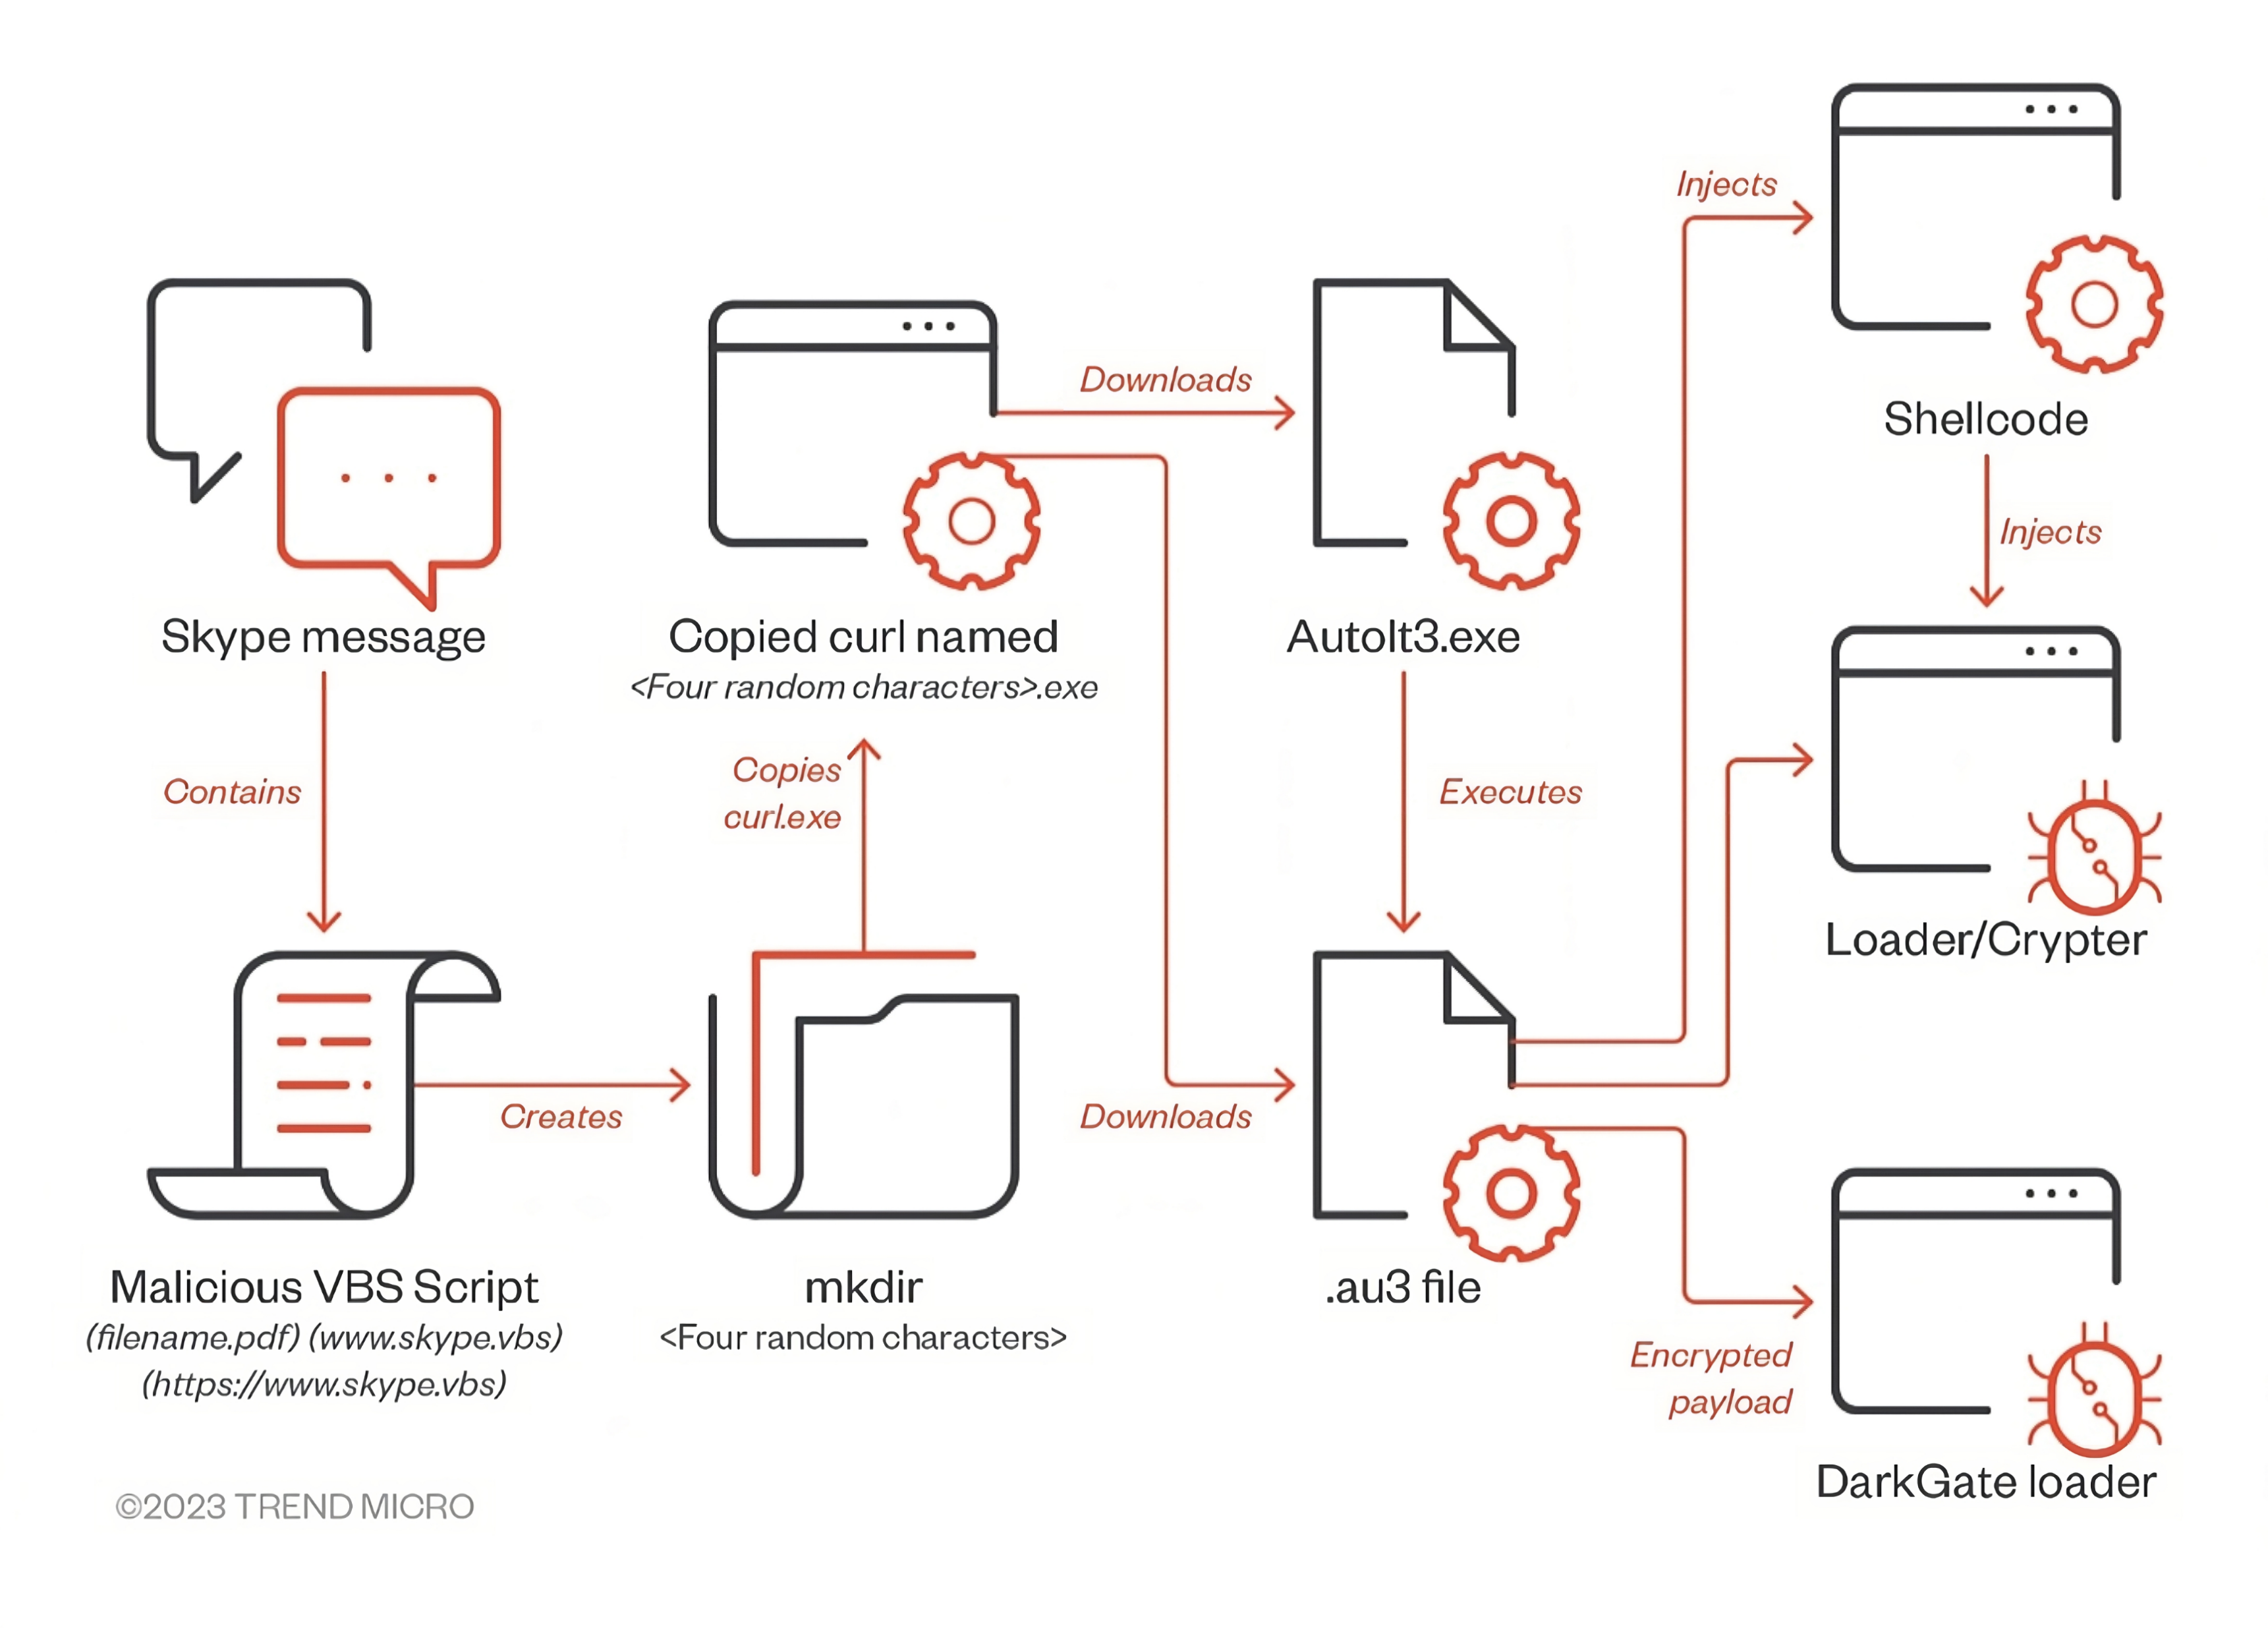 Skype message
Contains
Malicious VBS Script
(filename.pdf) (www.skype.vbs)
(https://www.skype.vbs)
Creates
mkdir
<Four random characters>
Copies
curl.exe
Copied curl named
<Four random characters>.exe
Downloads
Downloads
AutoIt3.exe
Executes
.au3 file
Injects
Shellcode
Injects
Loader/Crypter
Encrypted
payload
DarkGate loader
©2023 TREND MICRO